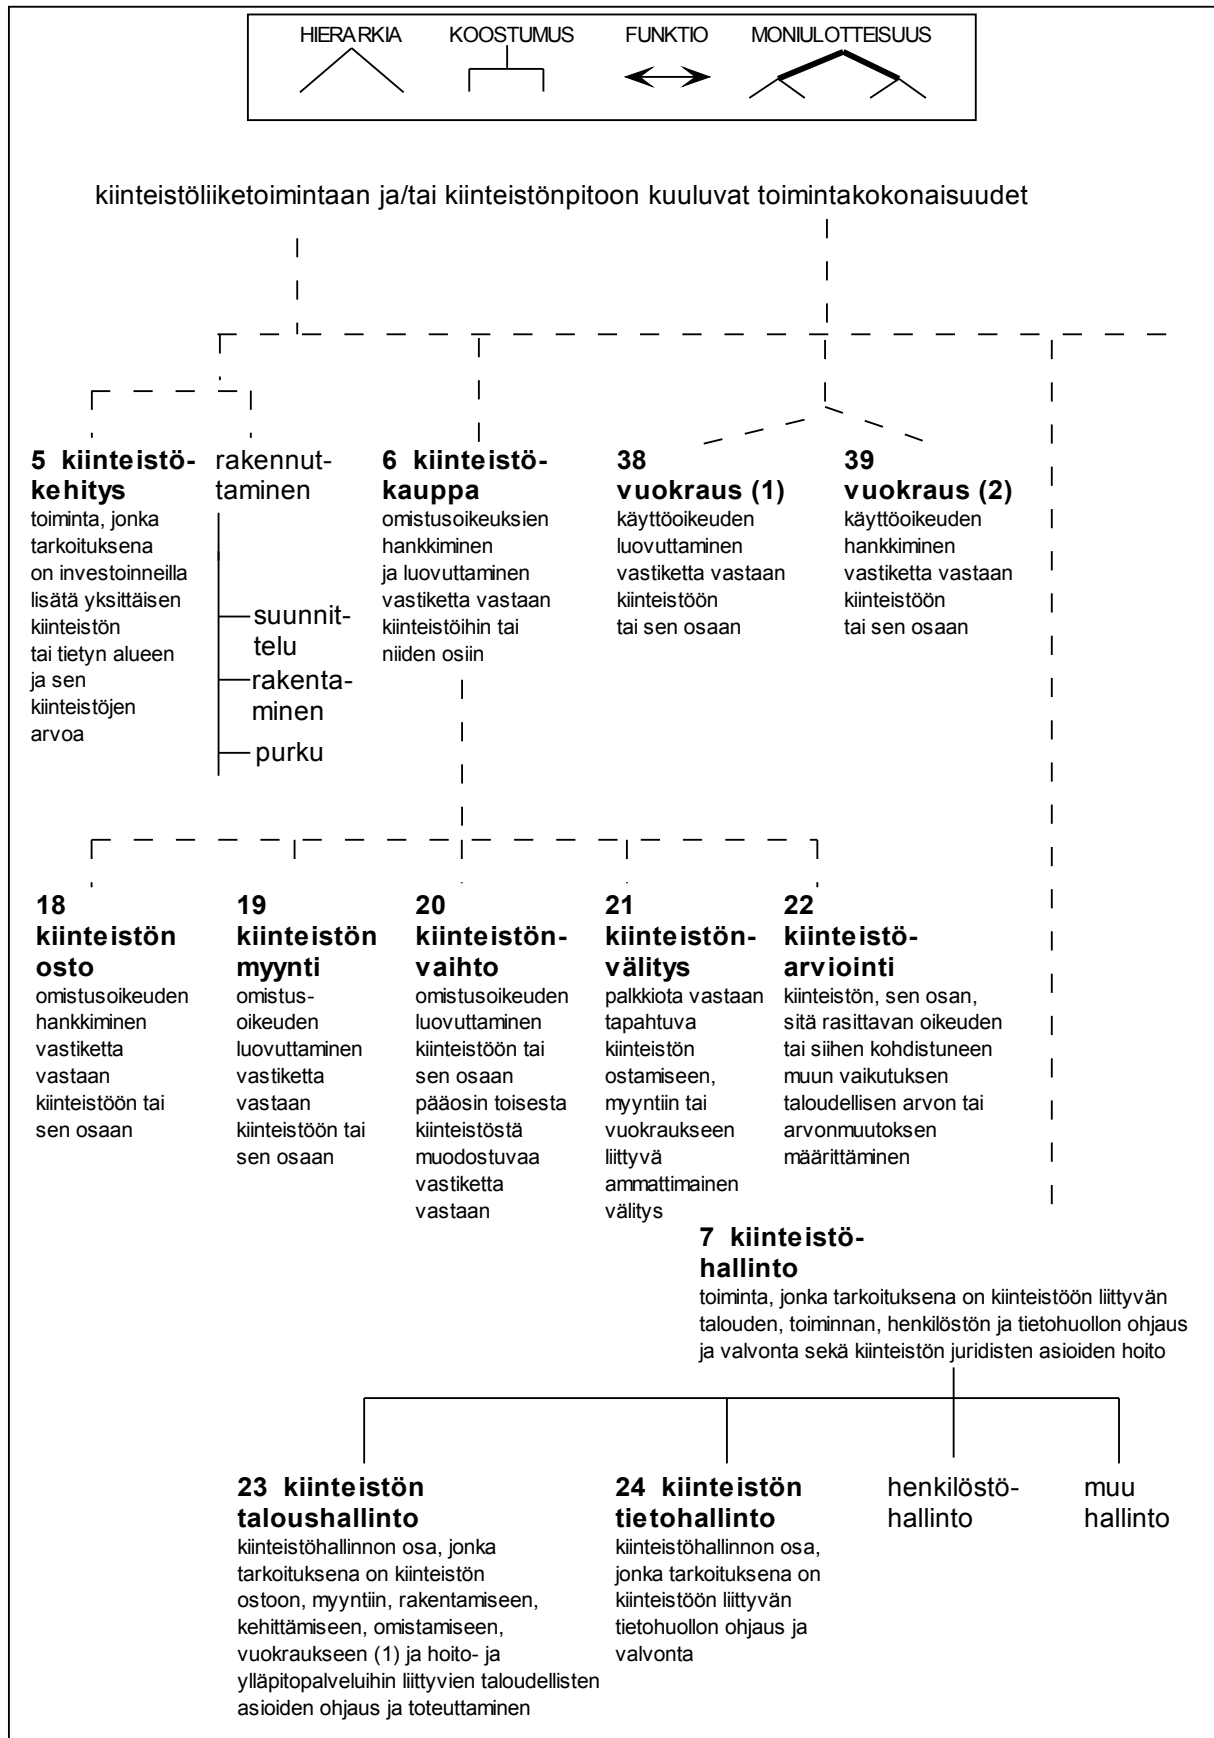 HIERARKIA KOOSTUMUS FUNKTIO MONIULOTTEISUUS
kiinteistöliiketoimintaan ja/tai kiinteistönpitoon kuuluvat toimintakokonaisuudet
5 kiinteistö-
kehitys
toiminta, jonka
tarkoituksena
on investoinneilla
lisätä yksittäisen
kiinteistön
tai tietyn alueen
ja sen
kiinteistöjen
arvoa
rakennut-
taminen
suunnit-
telu
rakenta-
minen
purku
6 kiinteistö-
kauppa
omistusoikeuksien
hankkiminen
ja luovuttaminen
vastiketta vastaan
kiinteistöihin tai
niiden osiin
38
vuokraus (1)
käyttöoikeuden
luovuttaminen
vastiketta vastaan
kiinteistöön
tai sen osaan
39
vuokraus (2)
käyttöoikeuden
hankkiminen
vastiketta vastaan
kiinteistöön
tai sen osaan
18
kiinteistön
osto
omistusoikeuden
hankkiminen
vastiketta
vastaan
kiinteistöön tai
sen osaan
19
kiinteistön
myynti
omistus-
oikeuden
luovuttaminen
vastiketta
vastaan
kiinteistöön tai
sen osaan
20
kiinteistön-
vaihto
omistusoikeuden
luovuttaminen
kiinteistöön tai
sen osaan
pääosin toisesta
kiinteistöstä
muodostuvaa
vastiketta
vastaan
21
kiinteistön-
välitys
palkkiota vastaan
tapahtuva
kiinteistön
ostamiseen,
myyntiin tai
vuokraukseen
liittyvä
ammattimainen
välitys
22
kiinteistö-
arviointi
kiinteistön, sen osan,
sitä rasittavan oikeuden
tai siihen kohdistuneen
muun vaikutuksen
taloudellisen arvon tai
arvonmuutoksen
määrittäminen
7 kiinteistö-
hallinto
toiminta, jonka tarkoituksena on kiinteistöön liittyvän
talouden, toiminnan, henkilöstön ja tietohuollon ohjaus
ja valvonta sekä kiinteistön juridisten asioiden hoito
23 kiinteistön
taloushallinto
kiinteistöhallinnon osa, jonka
tarkoituksena on kiinteistön
ostoon, myyntiin, rakentamiseen,
kehittämiseen, omistamiseen,
vuokraukseen (1) ja hoito- ja
ylläpitopalveluihin liittyvien taloudellisten
asioiden ohjaus ja toteuttaminen
24 kiinteistön
tietohallinto
kiinteistöhallinnon osa,
jonka tarkoituksena on
kiinteistöön liittyvän
tietohuollon ohjaus ja
valvonta
henkilöstö-
hallinto
muu
hallinto